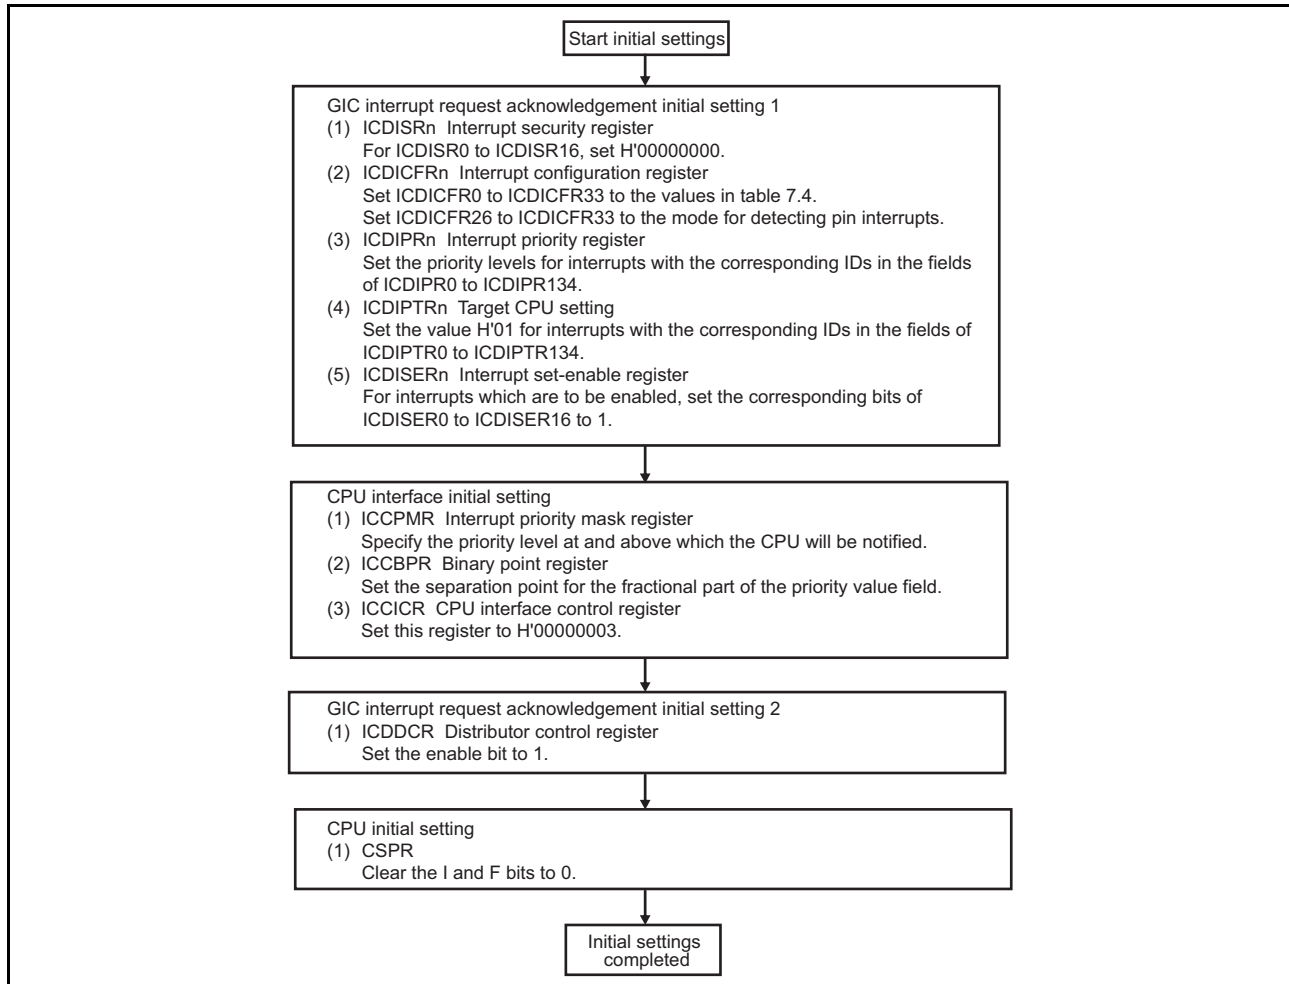 Start initial settings
GIC interrupt request acknowledgement initial setting 1
(1) ICDISRn Interrupt security register
For ICDISR0 to ICDISR16, set H'00000000.
(2) ICDICFRn Interrupt configuration register
Set ICDICFR0 to ICDICFR33 to the values in table 7.4.
Set ICDICFR26 to ICDICFR33 to the mode for detecting pin interrupts.
(3) ICDIPRn Interrupt priority register
Set the priority levels for interrupts with the corresponding IDs in the fields
of ICDIPR0 to ICDIPR134.
(4) ICDIPTRn Target CPU setting
Set the value H'01 for interrupts with the corresponding IDs in the fields of
ICDIPTR0 to ICDIPTR134.
(5) ICDISERn Interrupt set-enable register
For interrupts which are to be enabled, set the corresponding bits of
ICDISER0 to ICDISER16 to 1.
CPU interface initial setting
(1) ICCPMR Interrupt priority mask register
Specify the priority level at and above which the CPU will be notified.
(2) ICCBPR Binary point register
Set the separation point for the fractional part of the priority value field.
(3) ICCICR CPU interface control register
Set this register to H'00000003.
GIC interrupt request acknowledgement initial setting 2
(1) ICDDCR Distributor control register
Set the enable bit to 1.
CPU initial setting
(1) CSPR
Clear the I and F bits to 0.
Initial settings
completed